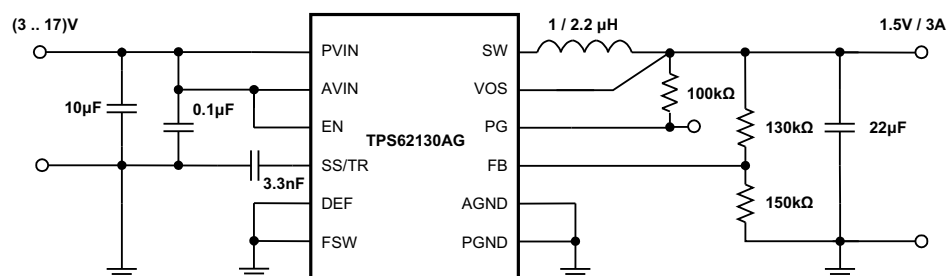 (3 .. 17)V
1 / 2.2 µH
1.5V / 3A
PVIN
SW
AVIN
VOS
10µF
0.1µF
100kΩ
EN
TPS62130AG
PG
130kΩ
22µF
SS/TR
FB
3.3nF
DEF
AGND
150kΩ
FSW
PGND